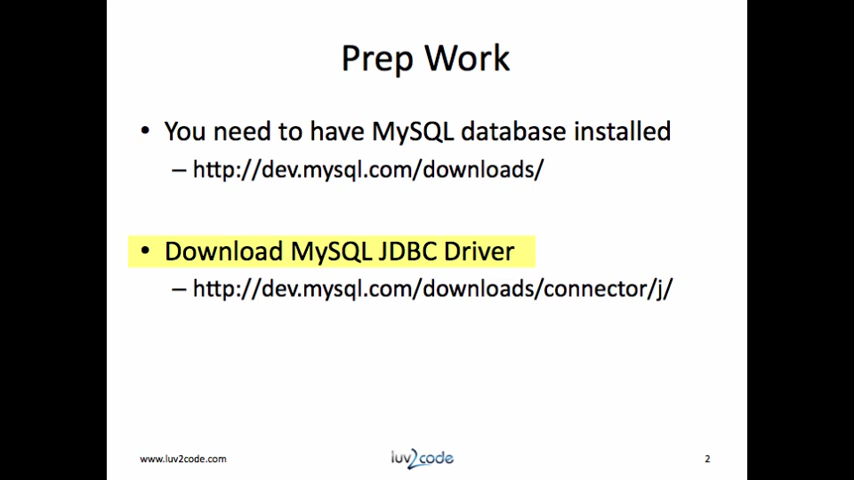 Prep Work
• You need to have MySQL database installed
– http://dev.mysql.com/downloads/
• Download MySQL JDBC Driver
– http://dev.mysql.com/downloads/connector/j/
www.luv2code.com
luv2code
2